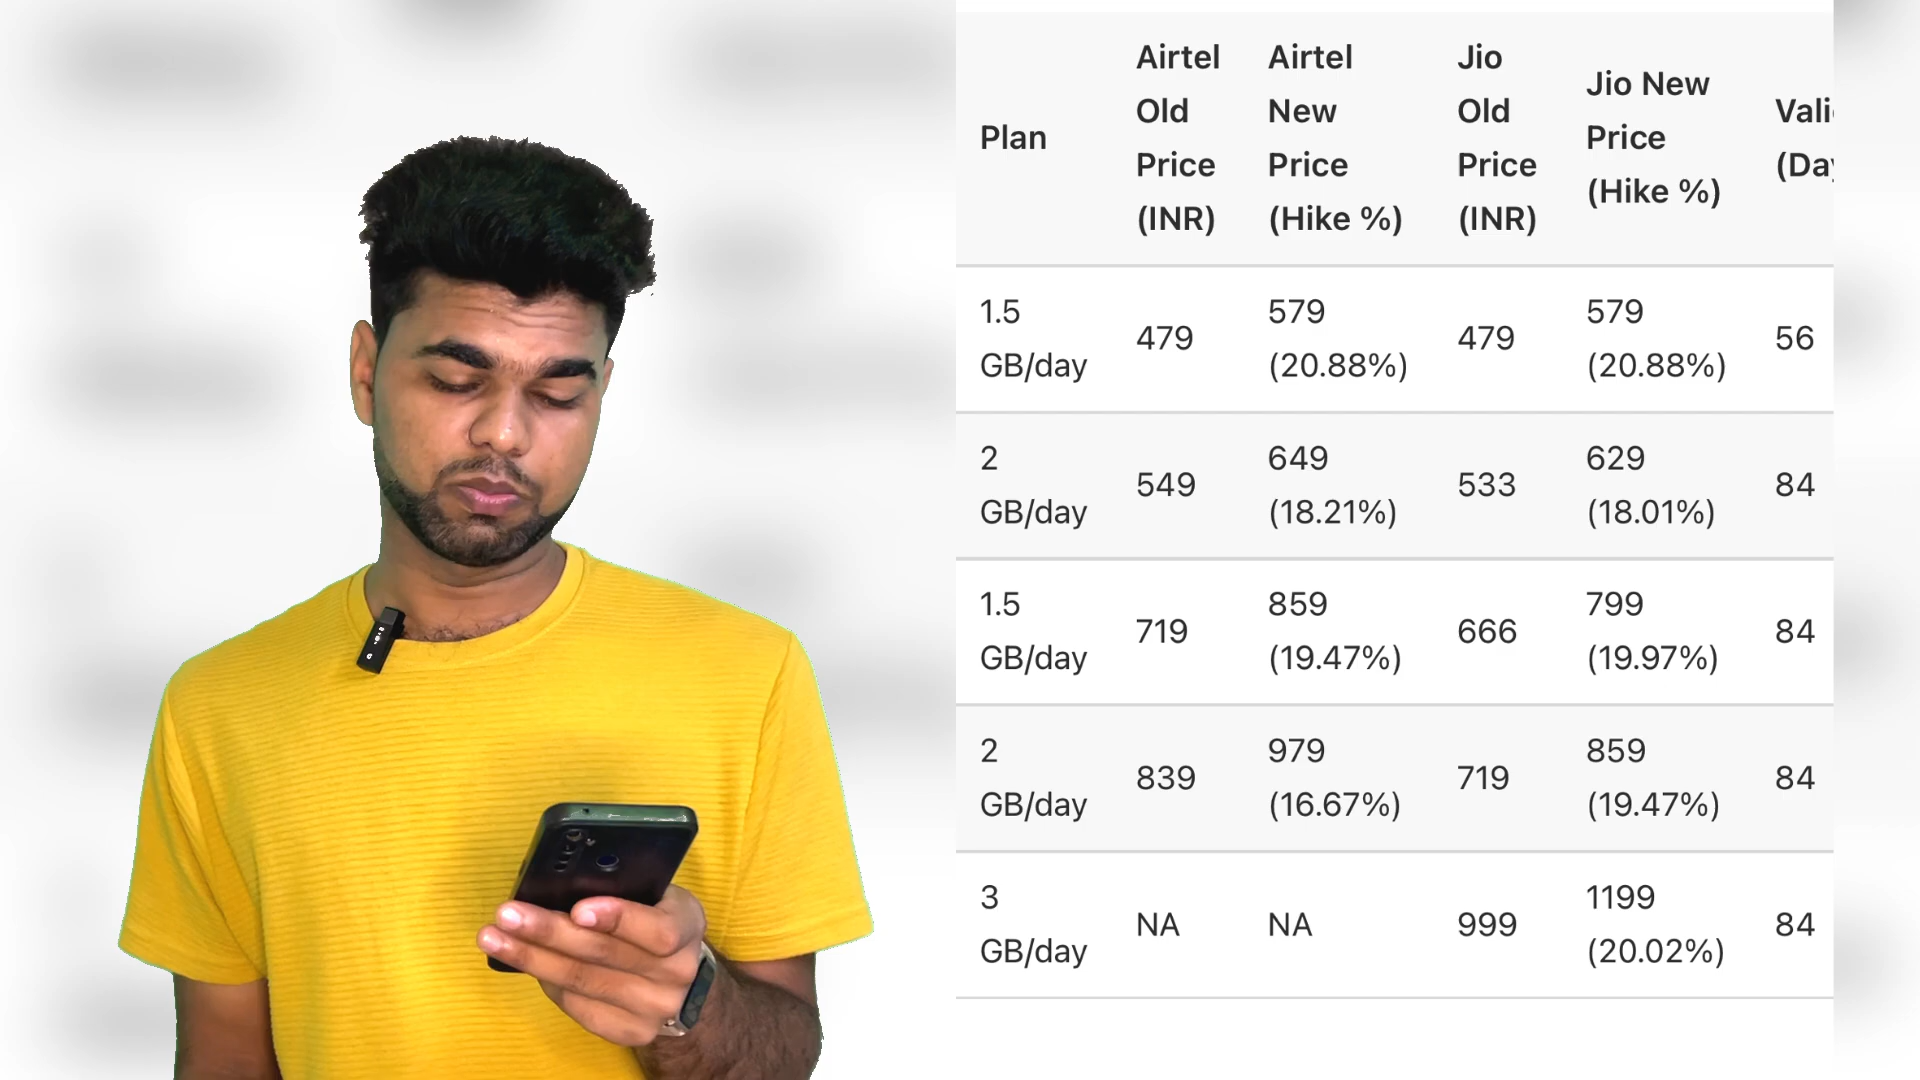 Plan
Airtel
Old
Price
(INR)
Airtel
New
Price
(Hike %)
Jio
Old
Price
(INR)
Jio New
Price
(Hike %)
1.5
GB/day
479
579
(20.88%)
479
579
(20.88%)
56
2
GB/day
549
649
(18.21%)
533
629
(18.01%)
84
1.5
GB/day
719
859
(19.47%)
666
799
(19.97%)
84
2
GB/day
839
979
(16.67%)
719
859
(19.47%)
84
3
GB/day
NA
NA
999
1199
(20.02%)
84